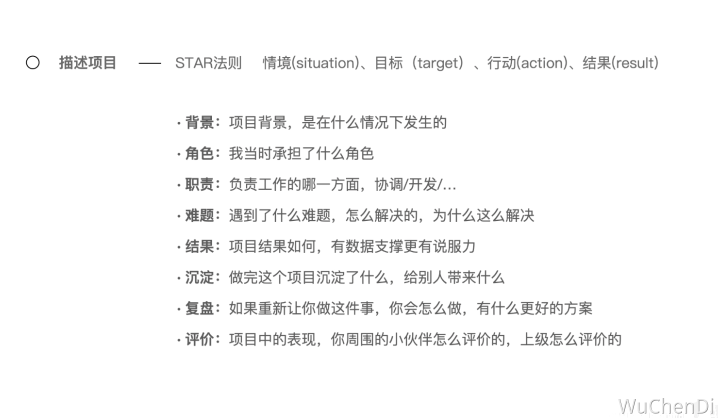 描述项目 — STAR法则 情境(situation)、目标（target）、行动(action)、结果(result)
· 背景：项目背景，是在什么情况下发生的
· 角色：我当时承担了什么角色
· 职责：负责工作的哪一方面，协调/开发/…
· 难题：遇到了什么难题，怎么解决的，为什么这么解决
· 结果：项目结果如何，有数据支撑更有说服力
· 沉淀：做完这个项目沉淀了什么，给别人带来什么
· 复盘：如果重新让你做这件事，你会怎么做，有什么更好的方案
· 评价：项目中的表现，你周围的小伙伴怎么评价的，上级怎么评价的
WuChenDi